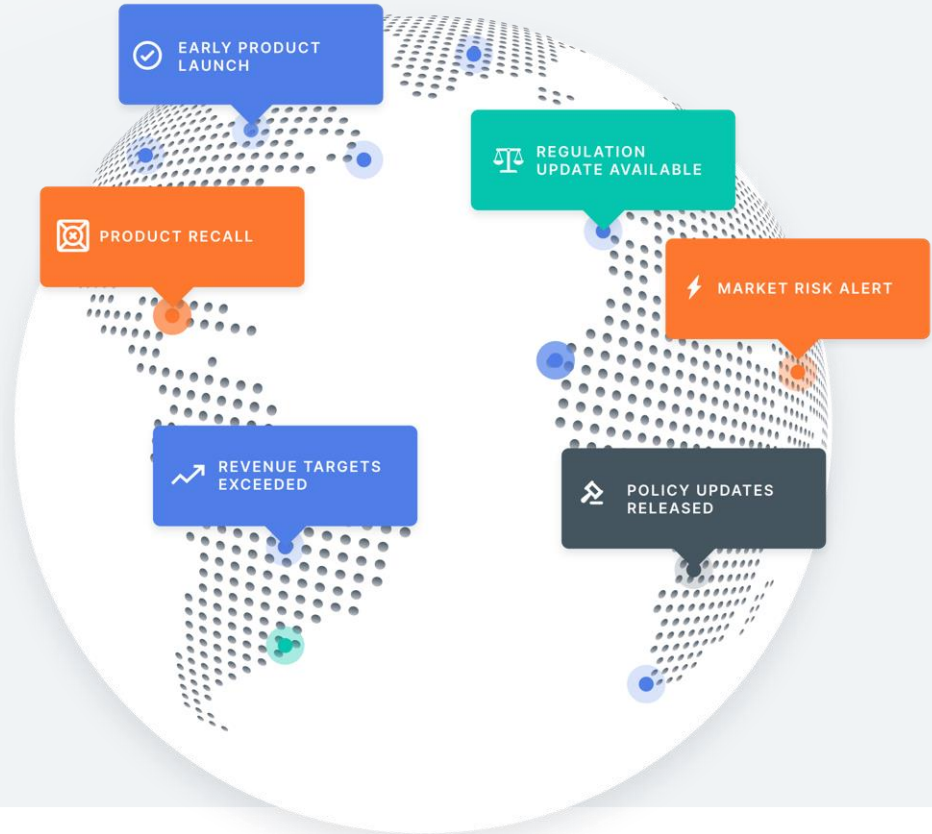 EARLY PRODUCT
LAUNCH
REGULATION
UPDATE AVAILABLE
PRODUCT RECALL
MARKET RISK ALERT
REVENUE TARGETS
EXCEEDED
POLICY UPDATES
RELEASED